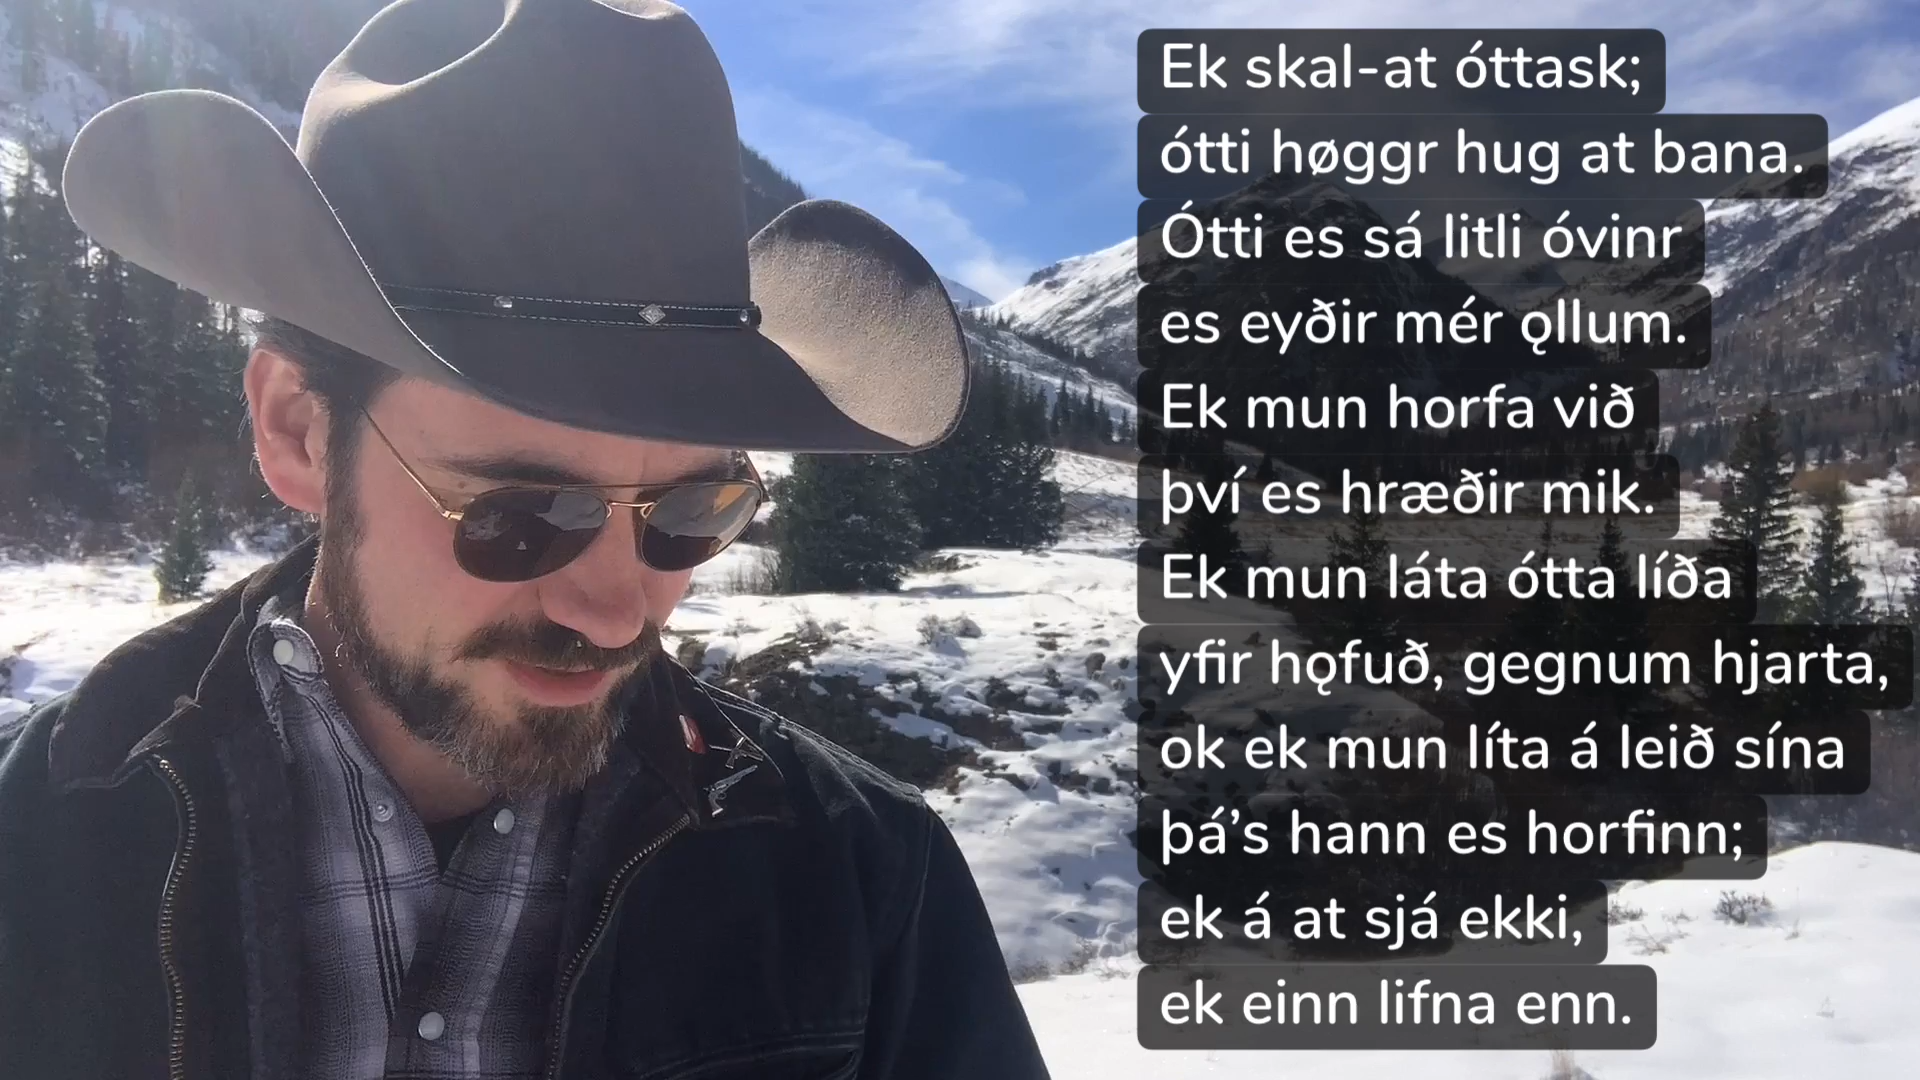 Ek skal-at óttask;
ótti høggr hug at bana.
Ótti es sá litli óvinr
es eyðir mér ǫllum.
Ek mun horfa við
því es hræðir mik.
Ek mun láta ótta líða
yfir hǫfuð, gegnum hjarta,
ok ek mun líta á leið sína
þá’s hann es horfinn;
ek á at sjá ekki,
ek einn lifna enn.